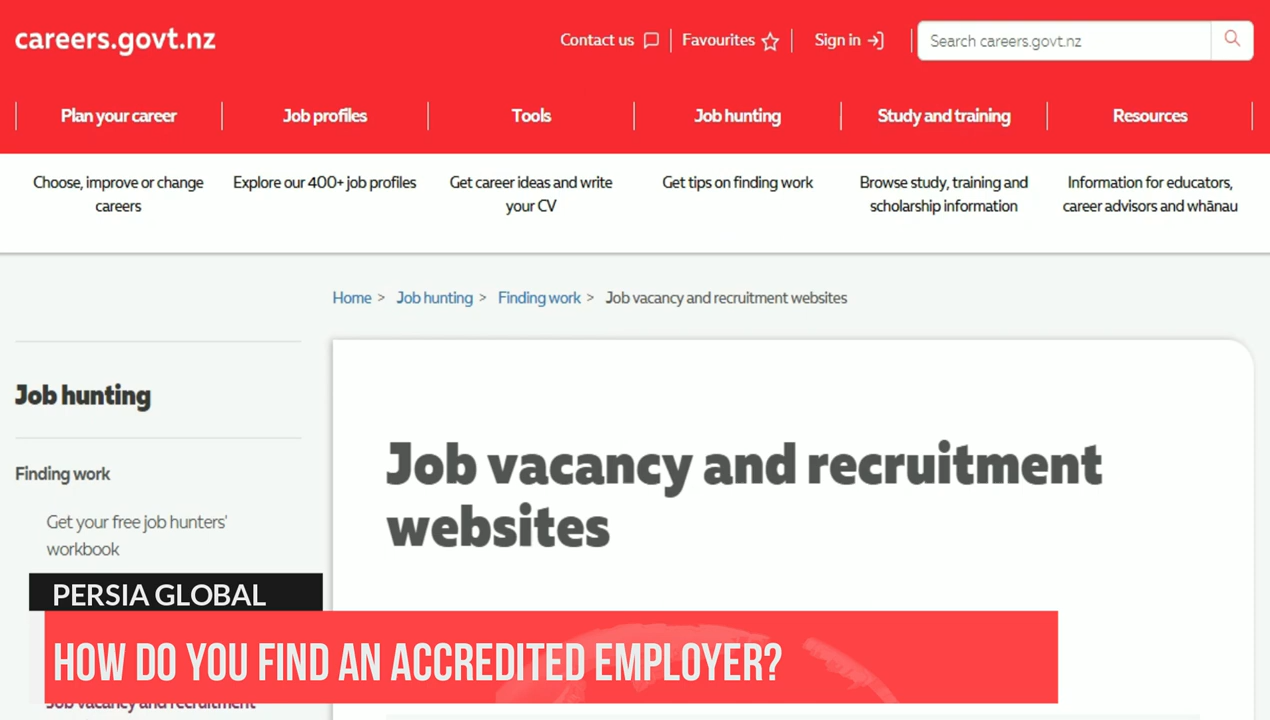 careers.govt.nz
Contact us
Favourites
Sign in
Search careers.govt.nz
Plan your career
Job profiles
Tools
Job hunting
Study and training
Resources
Choose, improve or change
careers
Explore our 400+ job profiles
Get career ideas and write
your CV
Get tips on finding work
Browse study, training and
scholarship information
Information for educators,
career advisors and whānau
Home > Job hunting > Finding work > Job vacancy and recruitment websites
Job hunting
Finding work
Get your free job hunters'
workbook
Job vacancy and recruitment
websites
PERSIA GLOBAL
HOW DO YOU FIND AN ACCREDITED EMPLOYER?
Job vacancy and recruitment